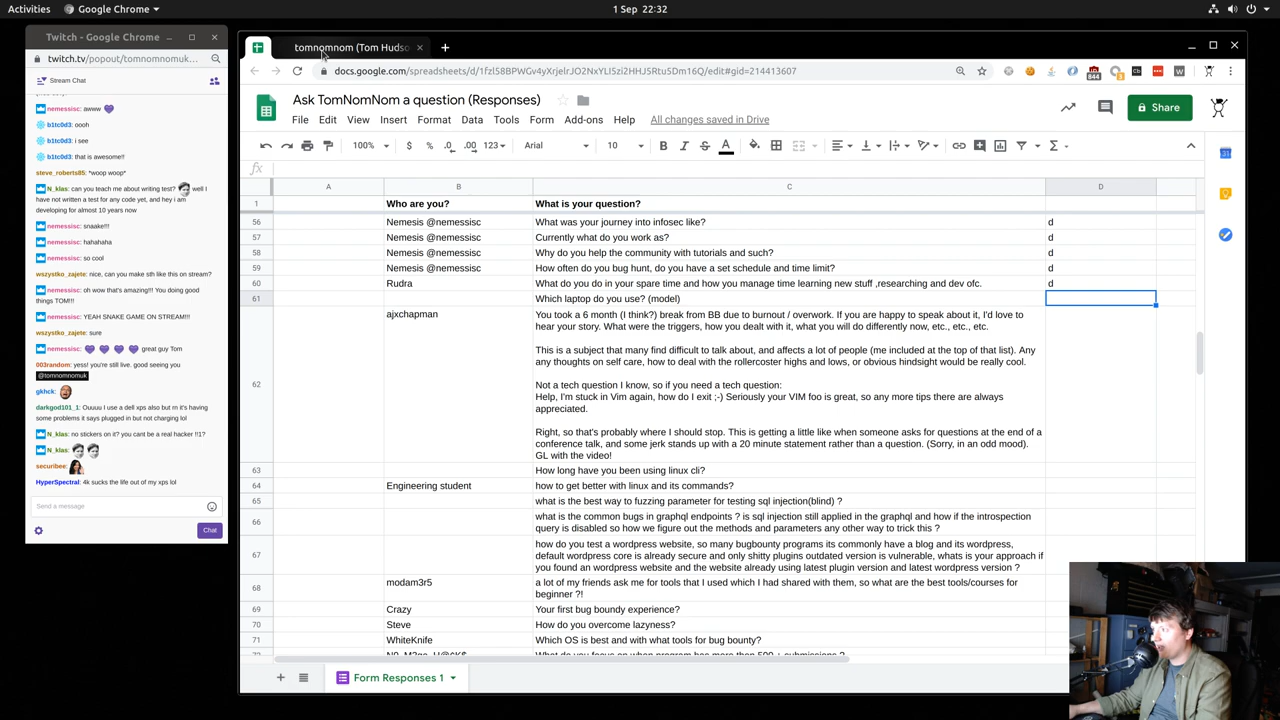 Activities
Google Chrome
1 Sep 22:32
Twitch - Google Chrome
twitch.tv/popout/tomnomnomuk...
Stream Chat
nemessisc: awww
b1tc0d3: oooh
b1tc0d3: i see
b1tc0d3: that is awesome!!
steve_roberts85: *woop woop*
N_klas: can you teach me about writing test? well I
have not written a test for any code yet, and hey i am
developing for almost 10 years now
nemessisc: snaake!!!
nemessisc: hahahaha
nemessisc: so cool
wszystko_zajete: nice, can you make sth like this on stream?
nemessisc: oh wow that's amazing!!! You doing good
things TOM!!!
nemessisc: YEAH SNAKE GAME ON STREAM!!!
wszystko_zajete: sure
nemessisc: great guy Tom
003random: yess! you're still live. good seeing you
@tomnomnomuk
gkhck:
darkgod101_1: Ouuuu I use a dell xps also but m it's having
some problems it says plugged in but not charging lol
N_klas: no stickers on it? you cant be a real hacker !!1?
N_klas:
securibee:
HyperSpectral: 4k sucks the life out of my xps lol
Send a message
Chat
tomnomnom (Tom Hudso
docs.google.com/spreadsheets/d/1fzl58BPWGv4yXrjelrJO2NxYLISzi2HHJ5Rtu5Dm16Q/edit#gid=214413607
844
Ask TomNomNom a question (Responses)
File Edit View Insert Format Data Tools Form Add-ons Help All changes saved in Drive
Share
100% $ % .0 .00 123 Arial 10 B I S A
fx
A B C D
1 Who are you? What is your question?
56 Nemesis @nemessisc What was your journey into infosec like? d
57 Nemesis @nemessisc Currently what do you work as? d
58 Nemesis @nemessisc Why do you help the community with tutorials and such? d
59 Nemesis @nemessisc How often do you bug hunt, do you have a set schedule and time limit? d
60 Rudra What do you do in your spare time and how you manage time learning new stuff ,researching and dev ofc. d
61 Which laptop do you use? (model)
62 ajxchapman You took a 6 month (I think?) break from BB due to burnout / overwork. If you are happy to speak about it, I'd love to
hear your story. What were the triggers, how you dealt with it, what you will do differently now, etc., etc., etc.
This is a subject that many find difficult to talk about, and affects a lot of people (me included at the top of that list). Any
any thoughts on self care, how to deal with the rollercoster highs and lows, or obvious hindsight would be really cool.
Not a tech question I know, so if you need a tech question:
Help, I'm stuck in Vim again, how do I exit ;-) Seriously your VIM foo is great, so any more tips there are always
appreciated.
Right, so that's probably where I should stop. This is getting a little like when someone asks for questions at the end of a
conference talk, and some jerk stands up with a 20 minute statement rather than a question. (Sorry, in an odd mood).
GL with the video!
63 How long have you been using linux cli?
64 Engineering student how to get better with linux and its commands?
65 what is the best way to fuzzing parameter for testing sql injection(blind) ?
66 what is the common bugs in graphql endpoints ? is sql injection still applied in the graphql and how if the introspection
query is disabled so how we figure out the methods and parameters any other way to trick this ?
67 how do you test a wordpress website, so many bugbounty programs its commonly have a blog and its wordpress,
default wordpress core is already secure and only shitty plugins outdated version is vulnerable, whats is your approach if
you found an wordpress website and the website already using latest plugin version and latest wordpress version ?
68 modam3r5 a lot of my friends ask me for tools that I used which I had shared with them, so what are the best tools/courses for
beginner ?!
69 Crazy Your first bug boundy experience?
70 Steve How do you overcome lazyness?
71 WhiteKnife Which OS is best and with what tools for bug bounty?
Form Responses 1